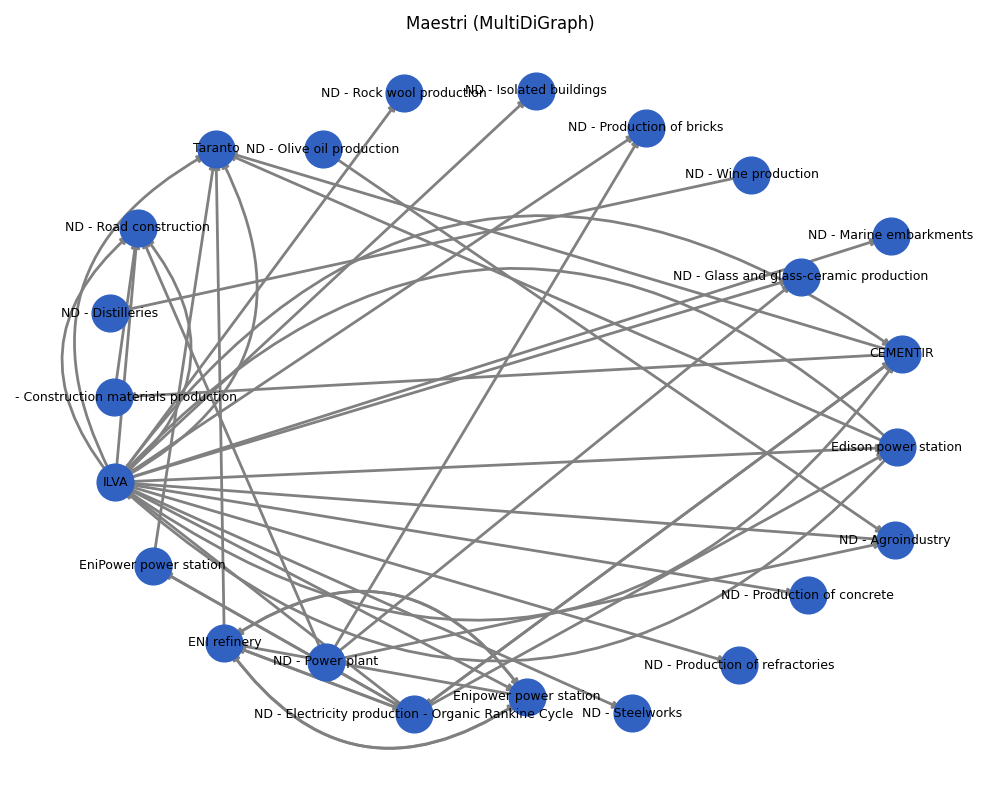 Maestri (MultiDiGraph)
ND - Rock wool production
ND - Isolated buildings
ND - Production of bricks
Taranto
ND - Olive oil production
ND - Wine production
ND - Road construction
ND - Marine embarkments
ND - Glass and glass-ceramic production
ND - Distilleries
CEMENTIR
- Construction materials production
Edison power station
ILVA
ND - Agroindustry
EniPower power station
ND - Production of concrete
ENI refinery
ND - Power plant
ND - Production of refractories
Enipower power station
ND - Electricity production - Organic Rankine Cycle
ND - Steelworks